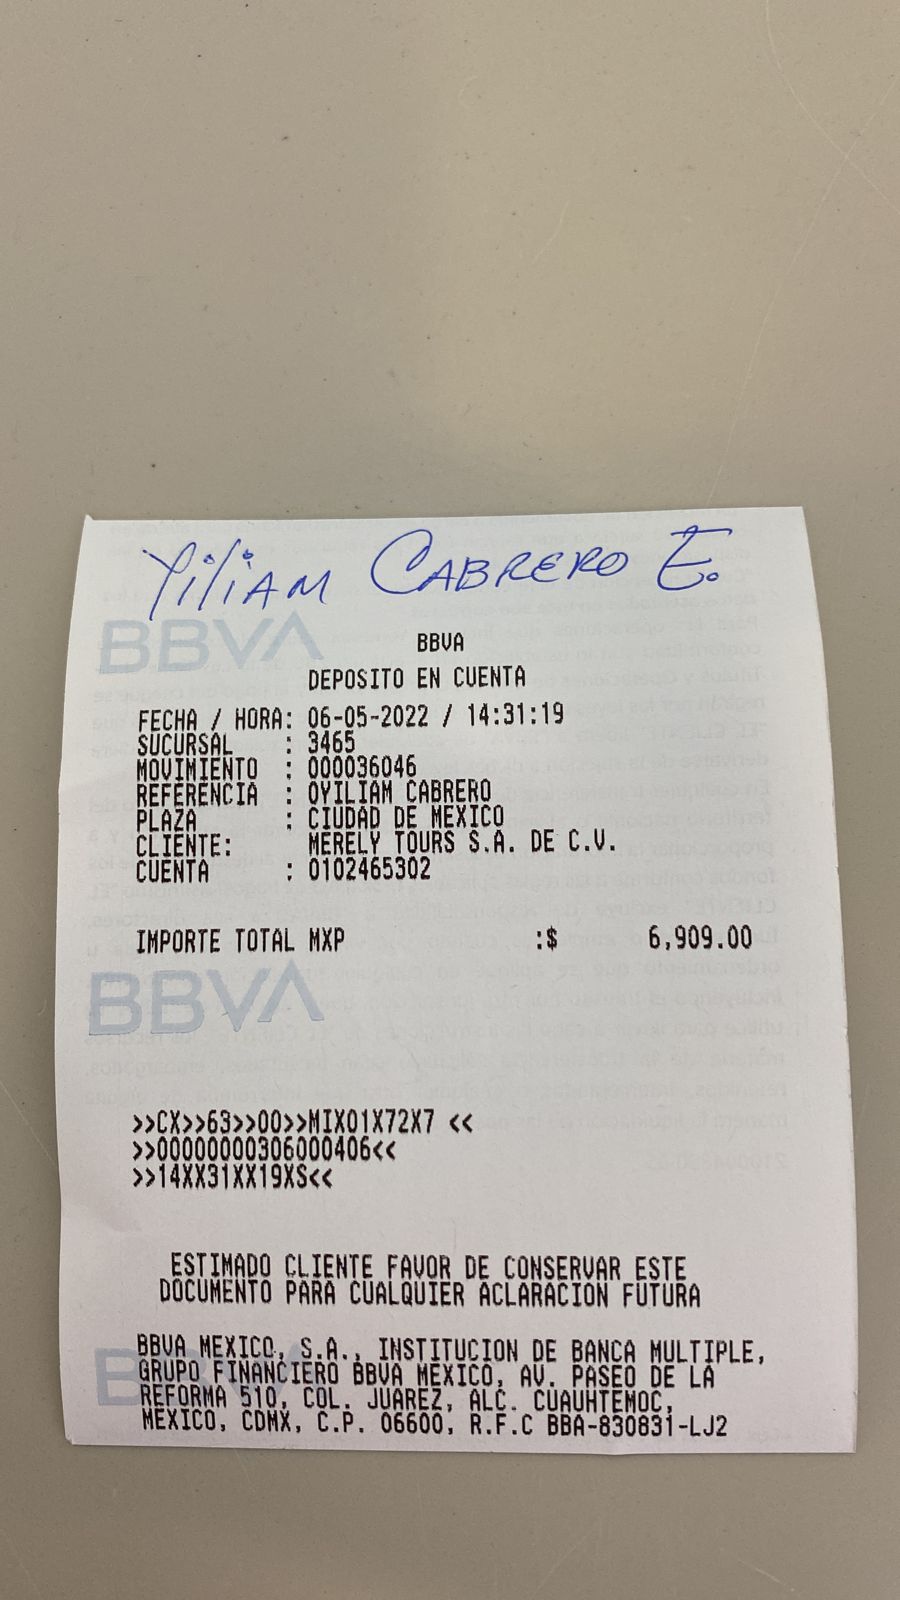 Yiliam Cabrero E.
BBVA
BBVA
DEPOSITO EN CUENTA
FECHA / HORA: 06-05-2022 / 14:31:19
SUCURSAL : 3465
MOVIMIENTO : 000036046
REFERENCIA : OYILIAM CABRERO
PLAZA : CIUDAD DE MEXICO
CLIENTE: MERELY TOURS S.A. DE C.V.
CUENTA : 0102465302
IMPORTE TOTAL MXP :$ 6,909.00
BBVA
>>CX>>63>>00>>MIX01X72X7 <<
>>00000000306000406<<
>>14XX31XX19XS<<
ESTIMADO CLIENTE FAVOR DE CONSERVAR ESTE
DOCUMENTO PARA CUALQUIER ACLARACION FUTURA
BBVA
BBVA MEXICO, S.A., INSTITUCION DE BANCA MULTIPLE,
GRUPO FINANCIERO BBVA MEXICO, AV. PASEO DE LA
REFORMA 510, COL. JUAREZ, ALC. CUAUHTEMOC,
MEXICO, CDMX, C.P. 06600, R.F.C BBA-830831-LJ2